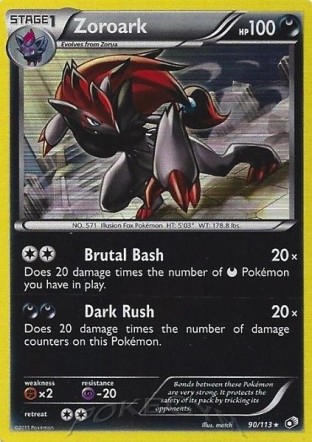 STAGE1
Zoroark
HP100
Evolves from Zorua
NO. 571 Illusion Fox Pokémon HT: 5'03" WT: 178.8 lbs.
Brutal Bash 20×
Does 20 damage times the number of Pokémon
you have in play.
Dark Rush 20×
Does 20 damage times the number of damage
counters on this Pokémon.
weakness resistance
×2 -20
retreat
Bonds between these Pokémon
are very strong. It protects the
safety of its pack by tricking its
opponents.
©2013 Pokémon
Illus. match 90/113